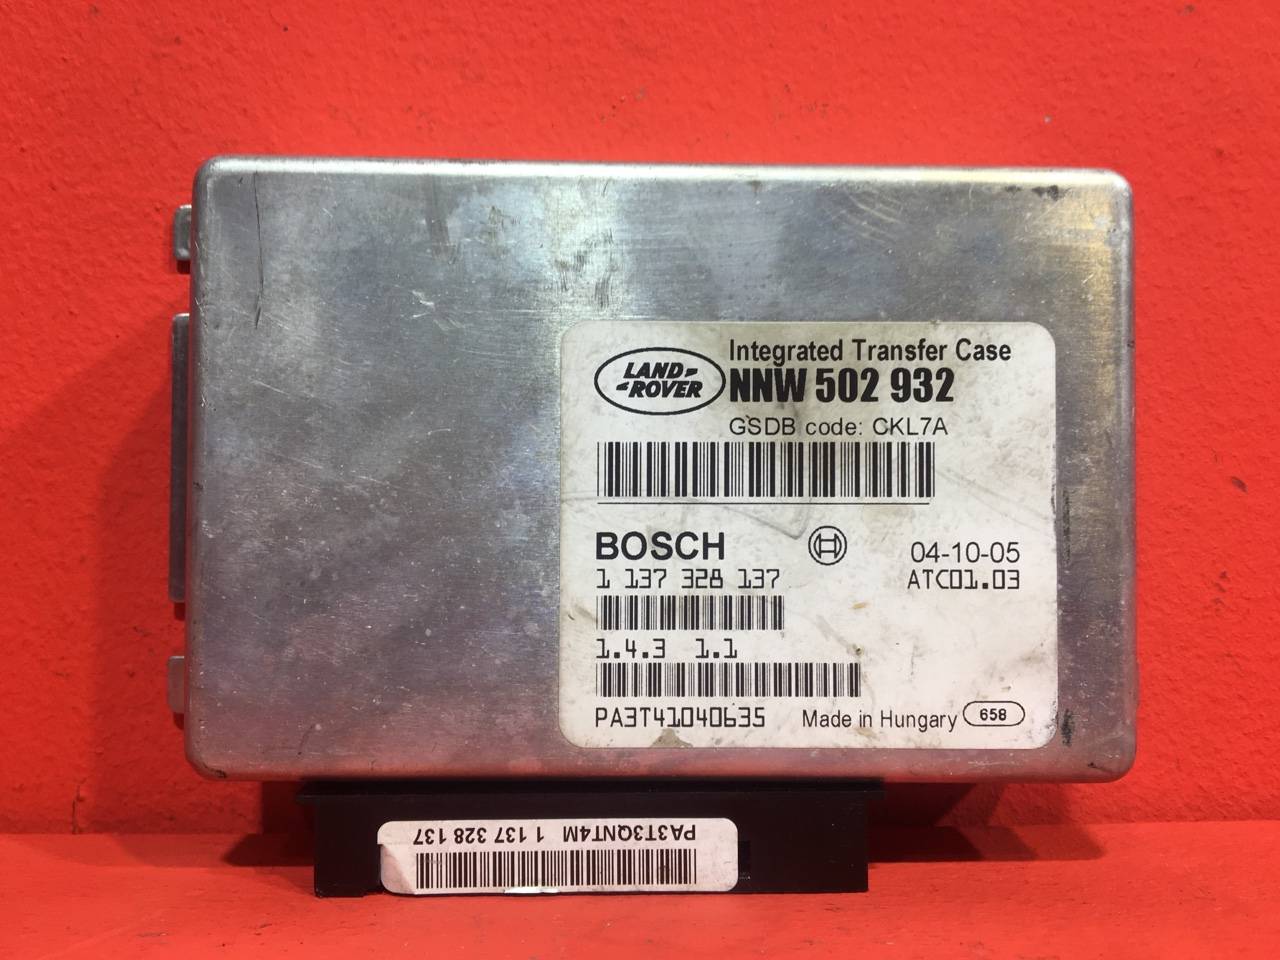 LAND-
-ROVER
Integrated Transfer Case
NNW 502 932
GSDB code: CKL7A
BOSCH
04-10-05
1 137 328 137
ATC01.03
1.4.3 1.1
PA3T41040635
Made in Hungary 658
PA3T3QNT4M 1 137 328 137